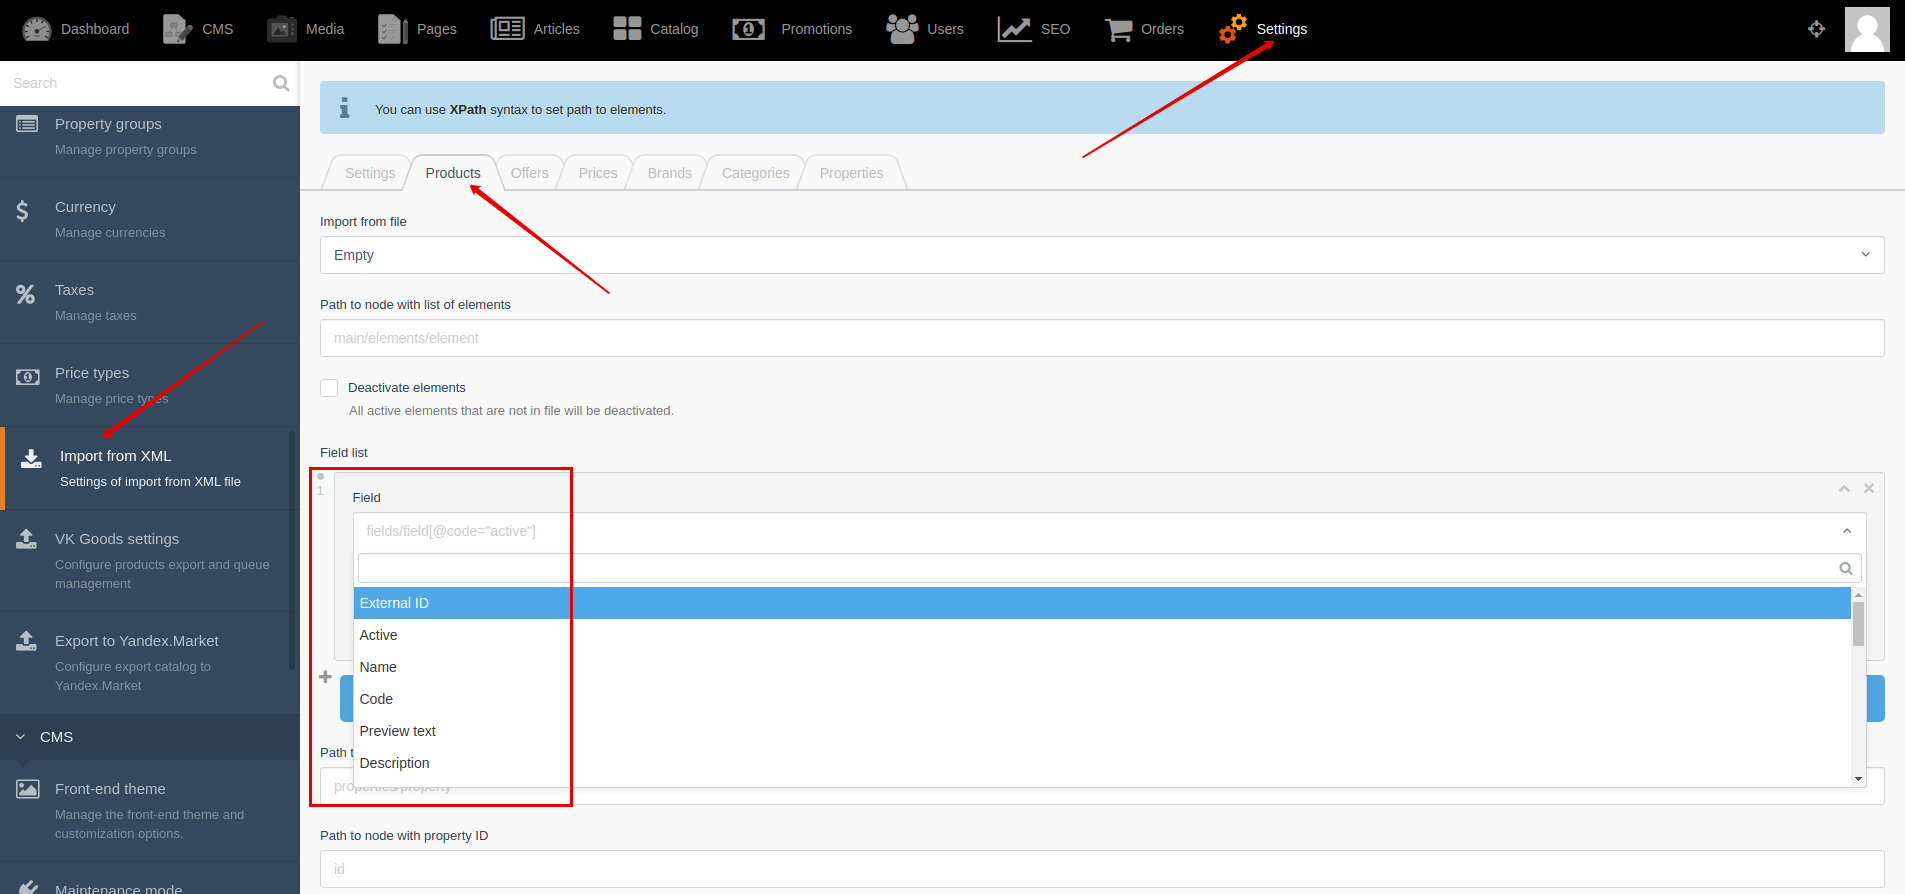 Dashboard
CMS
Media
Pages
Articles
Catalog
Promotions
Users
SEO
Orders
Settings
Search
Property groups
Manage property groups
Currency
Manage currencies
Taxes
Manage taxes
Price types
Manage price types
Import from XML
Settings of import from XML file
VK Goods settings
Configure products export and queue
management
Export to Yandex.Market
Configure export catalog to
Yandex.Market
CMS
Front-end theme
Manage the front-end theme and
customization options.
Maintenance mode
You can use XPath syntax to set path to elements.
Settings
Products
Offers
Prices
Brands
Categories
Properties
Import from file
Empty
Path to node with list of elements
main/elements/element
Deactivate elements
All active elements that are not in file will be deactivated.
Field list
1
Field
fields/field[@code="active"]
External ID
Active
Name
Code
Preview text
Description
Path t
properties/property
Path to node with property ID
id